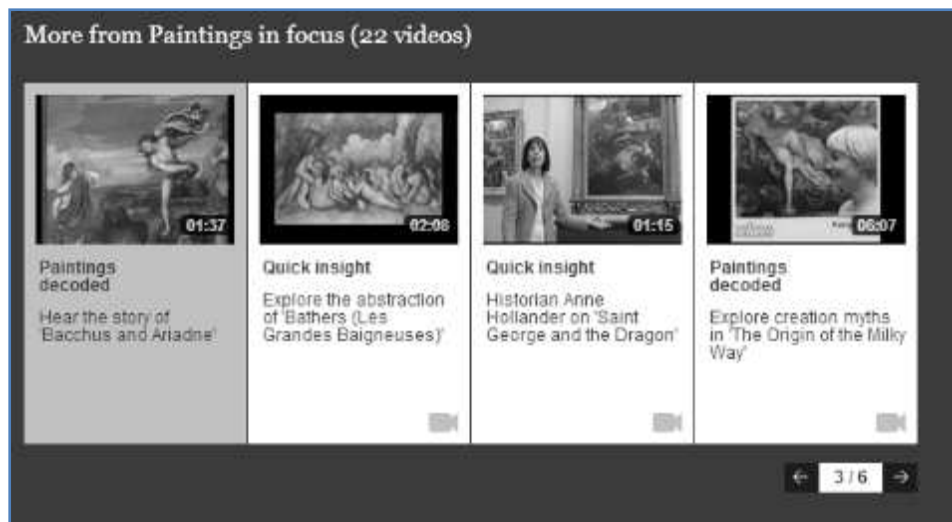 More from Paintings in focus (22 videos)
01:37
02:08
01:15
06:07
Paintings
decoded
Hear the story of
'Bacchus and Ariadne'
Quick insight
Explore the abstraction
of 'Bathers (Les
Grandes Baigneuses)'
Quick insight
Historian Anne
Hollander on 'Saint
George and the Dragon'
Paintings
decoded
Explore creation myths
in 'The Origin of the Milky
Way'
3 / 6